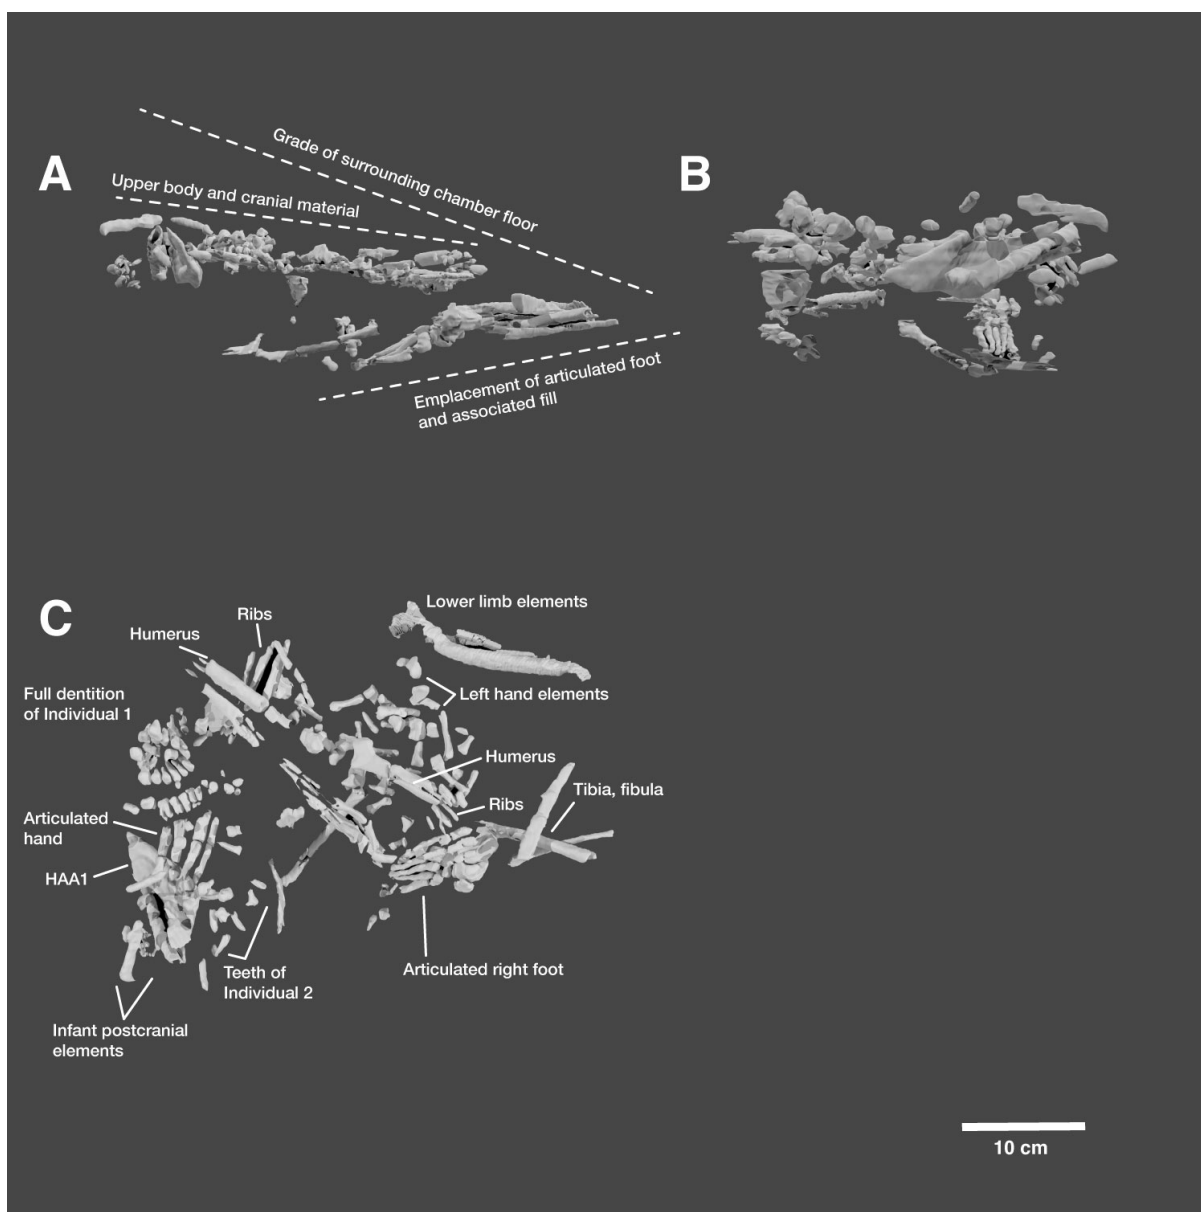 A
Grade of surrounding chamber floor
Upper body and cranial material
Emplacement of articulated foot
and associated fill
B
C
Ribs
Humerus
Full dentition
of Individual 1
Lower limb elements
Left hand elements
Humerus
Tibia, fibula
Ribs
Articulated
hand
HAA1
Teeth of
Individual 2
Articulated right foot
Infant postcranial
elements
10 cm